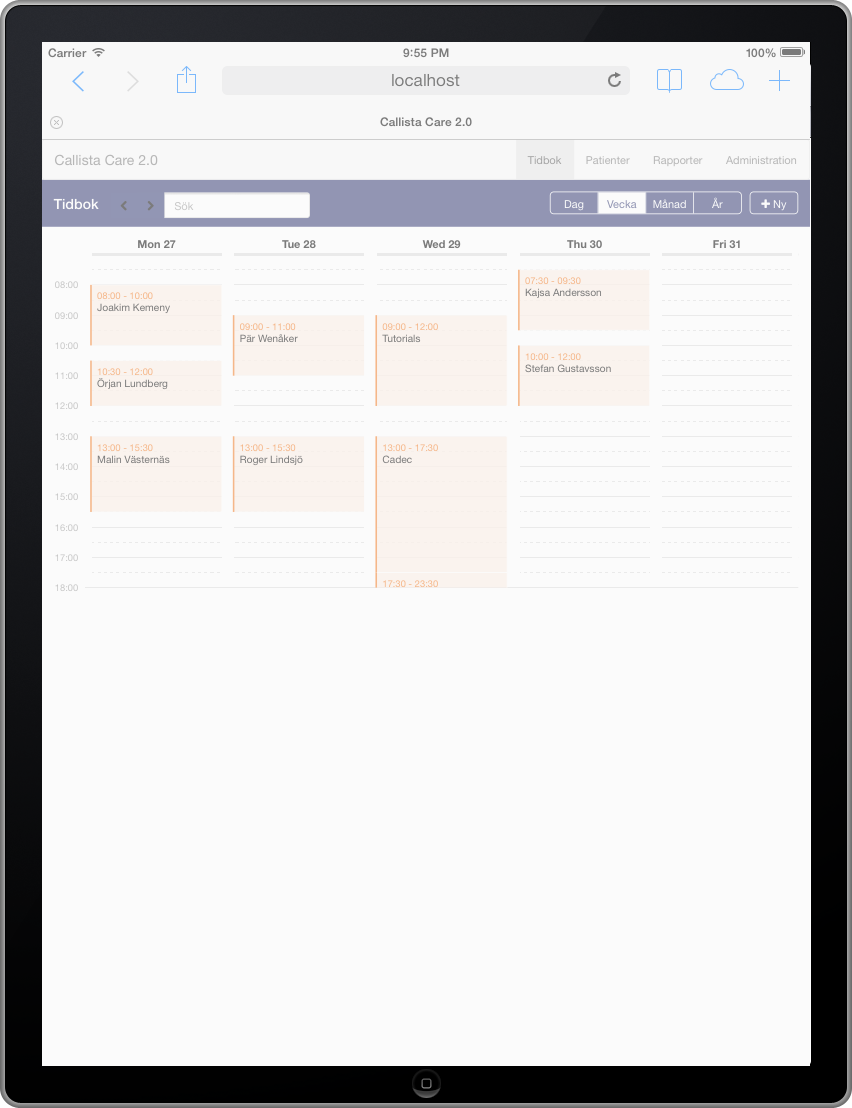 Carrier 9:55 PM 100%
localhost
Callista Care 2.0
Callista Care 2.0 Tidbok Patienter Rapporter Administration
Tidbok Sök Dag Vecka Månad År Ny
Mon 27 Tue 28 Wed 29 Thu 30 Fri 31
07:30 - 09:30
Kajsa Andersson
08:00
08:00 - 10:00
Joakim Kemeny
09:00
09:00 - 11:00 09:00 - 12:00
Pär Wenåker Tutorials
10:00
10:00 - 12:00
Stefan Gustavsson
10:30 - 12:00
Örjan Lundberg
11:00
12:00
13:00
13:00 - 15:30 13:00 - 15:30 13:00 - 17:30
Malin Västernäs Roger Lindsjö Cadec
14:00
15:00
16:00
17:00
17:30 - 23:30
18:00